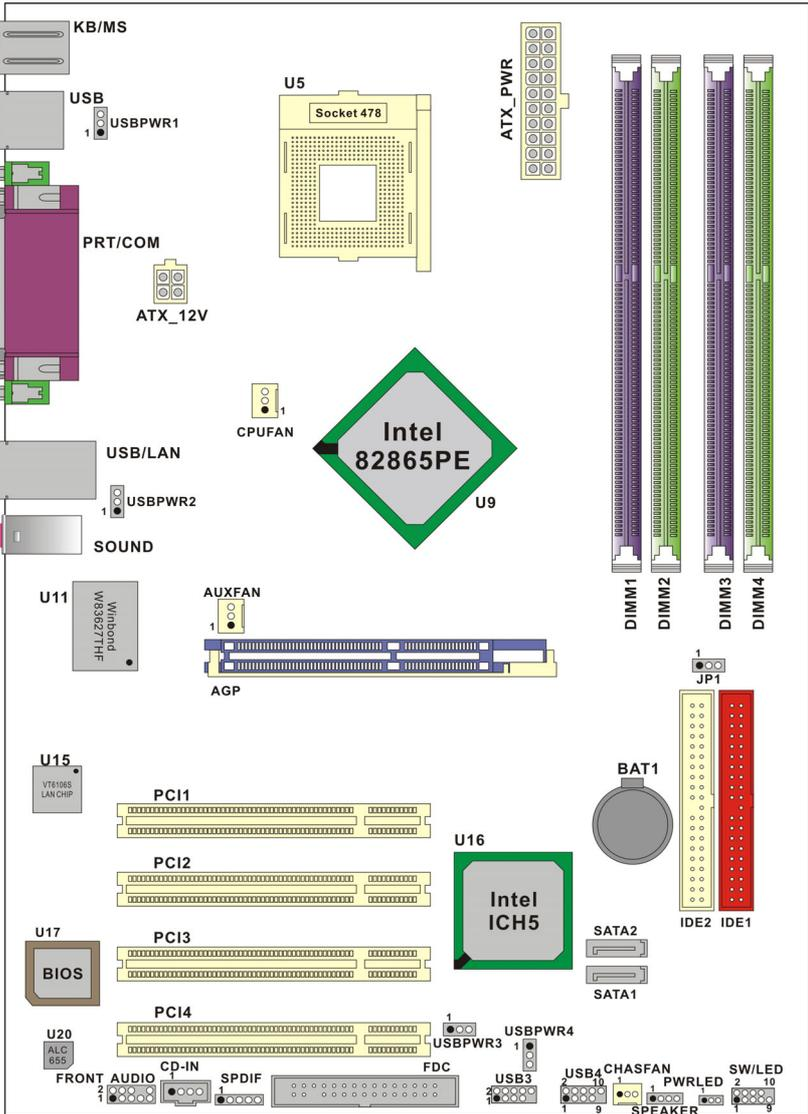 KB/MS
USB
USBPWR1
1
U5
Socket 478
ATX_PWR
PRT/COM
ATX_12V
CPUFAN
1
Intel
82865PE
U9
USB/LAN
USBPWR2
1
SOUND
DIMM1
DIMM2
DIMM3
DIMM4
U11
Winbond
W83627THF
AUXFAN
1
AGP
1
JP1
U15
VT6106S
LAN CHIP
BAT1
PCI1
PCI2
PCI3
PCI4
U16
Intel
ICH5
IDE2
IDE1
SATA2
SATA1
U17
BIOS
U20
ALC
655
1
USBPWR3
USBPWR4
1
FRONT AUDIO
2
1
CD-IN
1
SPDIF
1
FDC
USB3
2
1
USB4
2 10
1 9
CHASFAN
1
SPEAKER
1
PWRLED
1
SW/LED
2 10
1 9